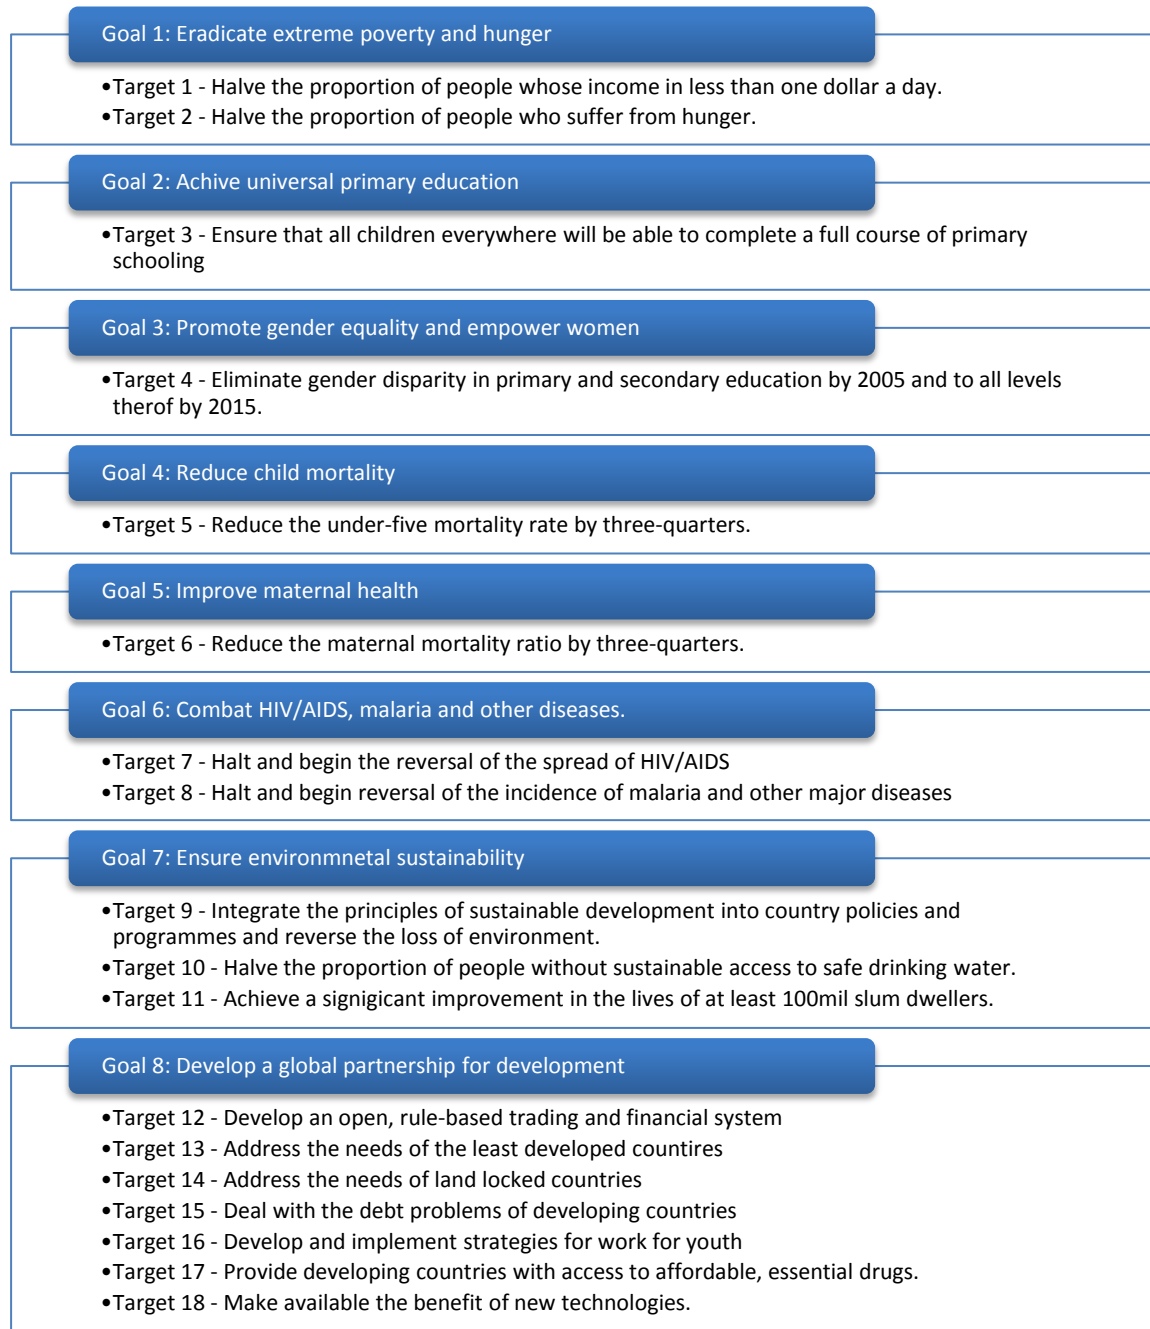 Goal 1: Eradicate extreme poverty and hunger
•Target 1 - Halve the proportion of people whose income in less than one dollar a day.
•Target 2 - Halve the proportion of people who suffer from hunger.
Goal 2: Achive universal primary education
•Target 3 - Ensure that all children everywhere will be able to complete a full course of primary
schooling
Goal 3: Promote gender equality and empower women
•Target 4 - Eliminate gender disparity in primary and secondary education by 2005 and to all levels
therof by 2015.
Goal 4: Reduce child mortality
•Target 5 - Reduce the under-five mortality rate by three-quarters.
Goal 5: Improve maternal health
•Target 6 - Reduce the maternal mortality ratio by three-quarters.
Goal 6: Combat HIV/AIDS, malaria and other diseases.
•Target 7 - Halt and begin the reversal of the spread of HIV/AIDS
•Target 8 - Halt and begin reversal of the incidence of malaria and other major diseases
Goal 7: Ensure environmnetal sustainability
•Target 9 - Integrate the principles of sustainable development into country policies and
programmes and reverse the loss of environment.
•Target 10 - Halve the proportion of people without sustainable access to safe drinking water.
•Target 11 - Achieve a signigicant improvement in the lives of at least 100mil slum dwellers.
Goal 8: Develop a global partnership for development
•Target 12 - Develop an open, rule-based trading and financial system
•Target 13 - Address the needs of the least developed countires
•Target 14 - Address the needs of land locked countries
•Target 15 - Deal with the debt problems of developing countries
•Target 16 - Develop and implement strategies for work for youth
•Target 17 - Provide developing countries with access to affordable, essential drugs.
•Target 18 - Make available the benefit of new technologies.